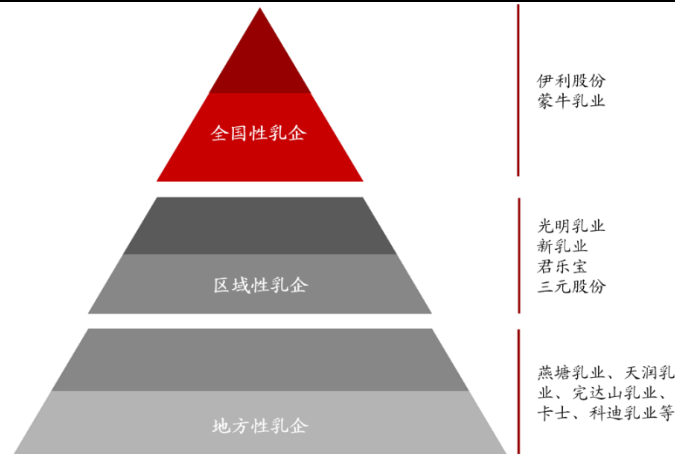 伊利股份
蒙牛乳业
全国性乳企
光明乳业
新乳业
君乐宝
三元股份
区域性乳企
燕塘乳业、天润乳
业、完达山乳业、
卡士、科迪乳业等
地方性乳企